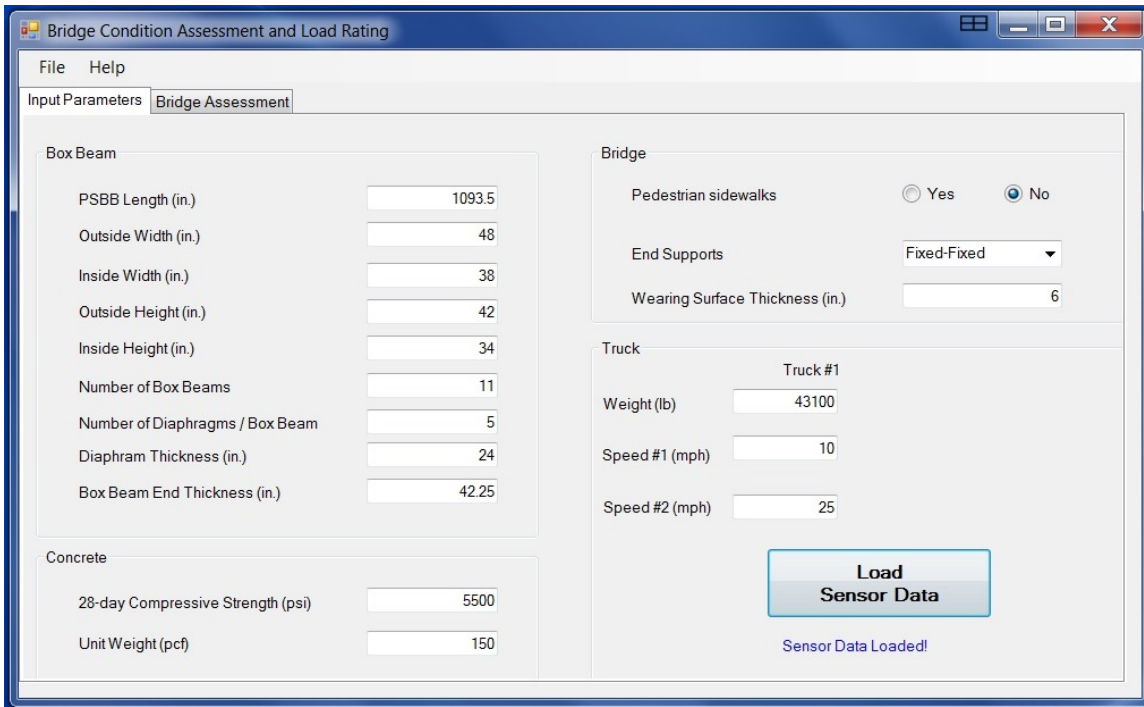 Bridge Condition Assessment and Load Rating
File Help
Input Parameters Bridge Assessment
Box Beam
PSBB Length (in.) 1093.5
Outside Width (in.) 48
Inside Width (in.) 38
Outside Height (in.) 42
Inside Height (in.) 34
Number of Box Beams 11
Number of Diaphragms / Box Beam 5
Diaphram Thickness (in.) 24
Box Beam End Thickness (in.) 42.25
Concrete
28-day Compressive Strength (psi) 5500
Unit Weight (pcf) 150
Bridge
Pedestrian sidewalks Yes No
End Supports Fixed-Fixed
Wearing Surface Thickness (in.) 6
Truck
Truck #1
Weight (lb) 43100
Speed #1 (mph) 10
Speed #2 (mph) 25
Load
Sensor Data
Sensor Data Loaded!